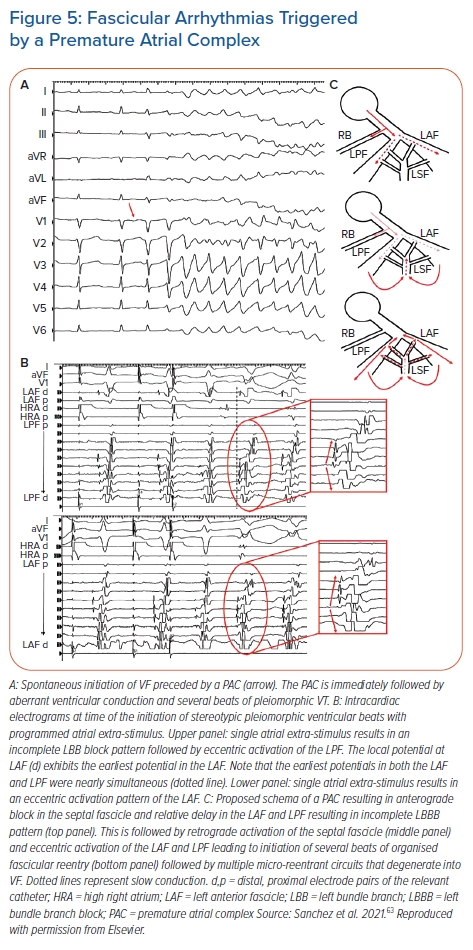 Figure 5: Fascicular Arrhythmias Triggered
by a Premature Atrial Complex
A
I
II
III
aVR
aVL
aVF
V1
V2
V3
V4
V5
V6
C
RB
LAF
LPF
LSF
RB
LAF
LPF
LSF
RB
LAF
LPF
LSF
B
I
aVF
V1
LAF d
LAF p
HRA d
HRA p
LPF p
LPF d
I
aVF
V1
HRA d
HRA p
LAF p
LAF d
A: Spontaneous initiation of VF preceded by a PAC (arrow). The PAC is immediately followed by
aberrant ventricular conduction and several beats of pleiomorphic VT. B: Intracardiac
electrograms at time of the initiation of stereotypic pleiomorphic ventricular beats with
programmed atrial extra-stimulus. Upper panel: single atrial extra-stimulus results in an
incomplete LBB block pattern followed by eccentric activation of the LPF. The local potential at
LAF (d) exhibits the earliest potential in the LAF. Note that the earliest potentials in both the LAF
and LPF were nearly simultaneous (dotted line). Lower panel: single atrial extra-stimulus results in
an eccentric activation pattern of the LAF. C: Proposed schema of a PAC resulting in anterograde
block in the septal fascicle and relative delay in the LAF and LPF resulting in incomplete LBBB
pattern (top panel). This is followed by retrograde activation of the septal fascicle (middle panel)
and eccentric activation of the LAF and LPF leading to initiation of several beats of organised
fascicular reentry (bottom panel) followed by multiple micro-reentrant circuits that degenerate into
VF. Dotted lines represent slow conduction. d,p = distal, proximal electrode pairs of the relevant
catheter; HRA = high right atrium; LAF = left anterior fascicle; LBB = left bundle branch; LBBB = left
bundle branch block; PAC = premature atrial complex Source: Sanchez et al. 2021.63 Reproduced
with permission from Elsevier.